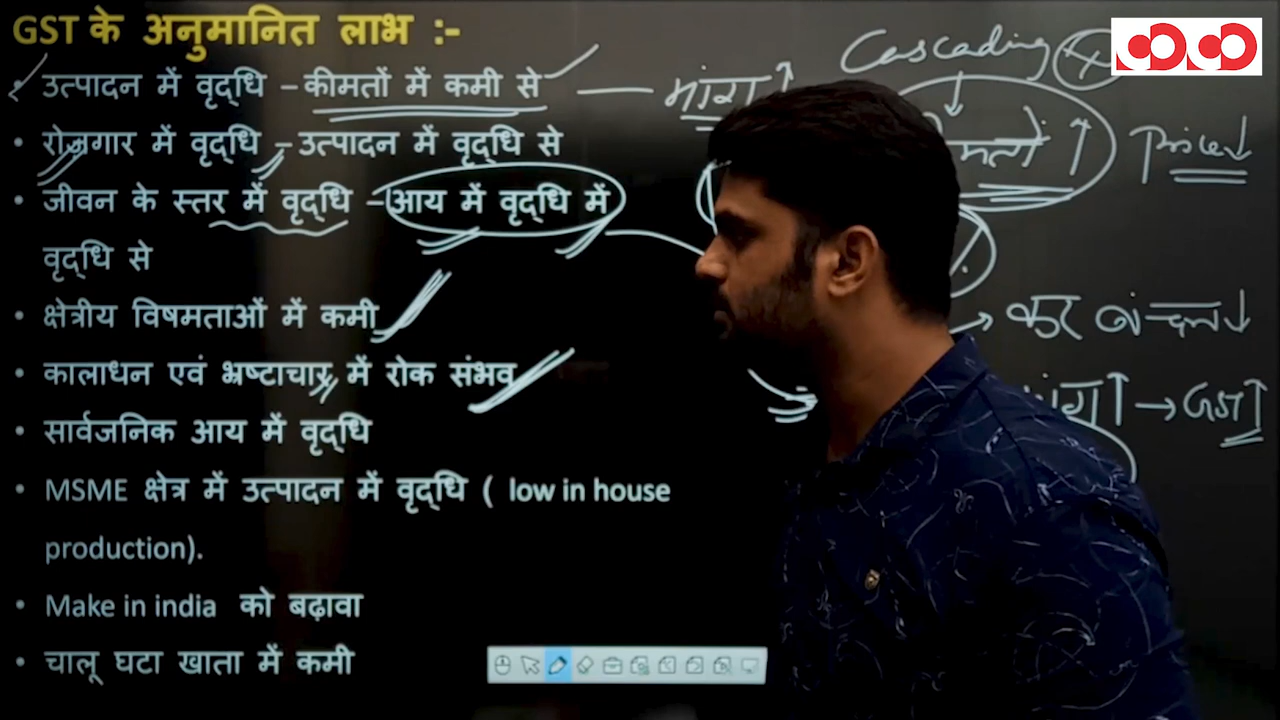 GST के अनुमानित लाभ :-
उत्पादन में वृद्धि – कीमतों में कमी से — मांग ↑
Cascading
Price ↓
• रोजगार में वृद्धि – उत्पादन में वृद्धि से
• जीवन के स्तर में वृद्धि – आय में वृद्धि में
वृद्धि से
• क्षेत्रीय विषमताओं में कमी
• कालाधन एवं भ्रष्टाचार में रोक संभव
→ GST ↑
• सार्वजनिक आय में वृद्धि
• MSME क्षेत्र में उत्पादन में वृद्धि ( low in house
production).
• Make in india को बढ़ावा
• चालू घटा खाता में कमी